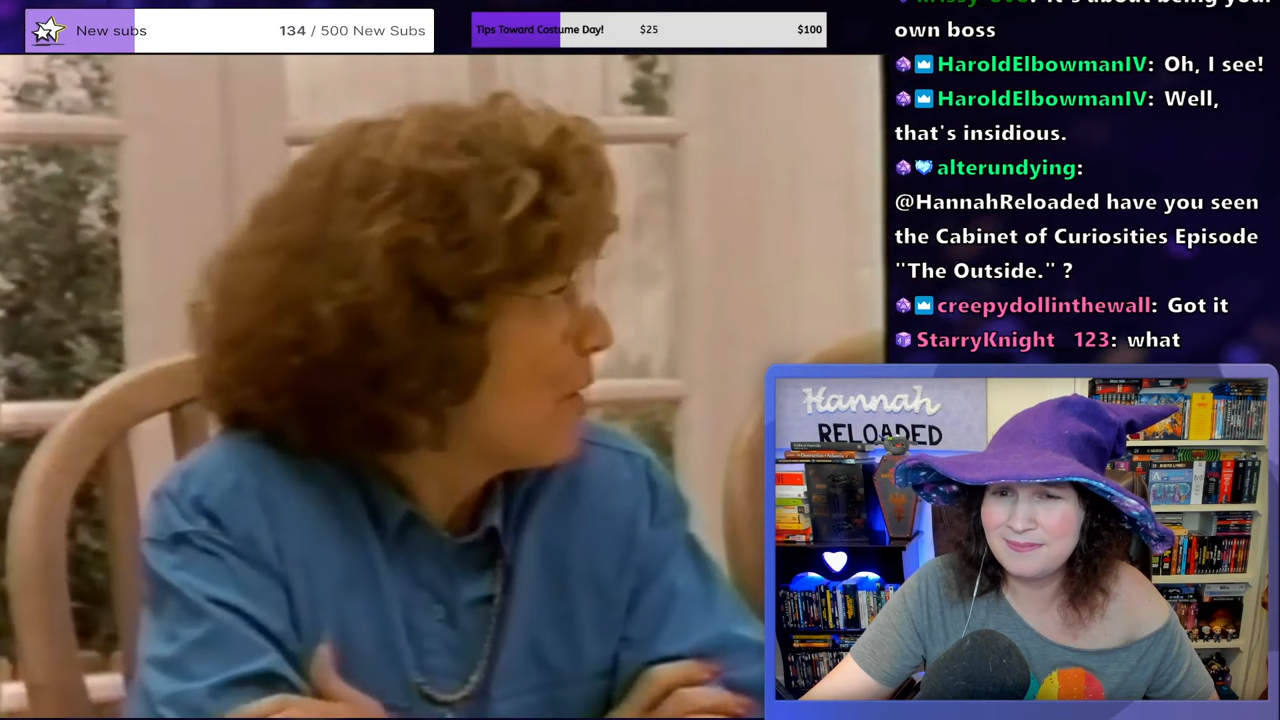 New subs
134 / 500 New Subs
Tips Toward Costume Day!
$25
$100
own boss
HaroldElbowmanIV: Oh, I see!
HaroldElbowmanIV: Well,
that's insidious.
alterundying:
@HannahReloaded have you seen
the Cabinet of Curiosities Episode
"The Outside." ?
creepydollinthewall: Got it
StarryKnight_123: what
Hannah
RELOADED